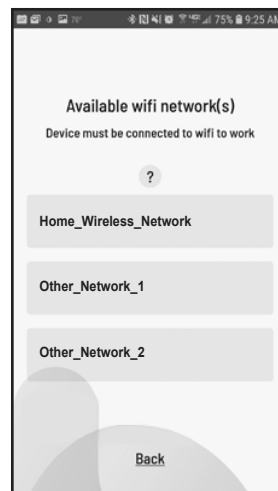 78° 75% 9:25 AM
Available wifi network(s)
Device must be connected to wifi to work
?
Home_Wireless_Network
Other_Network_1
Other_Network_2
Back